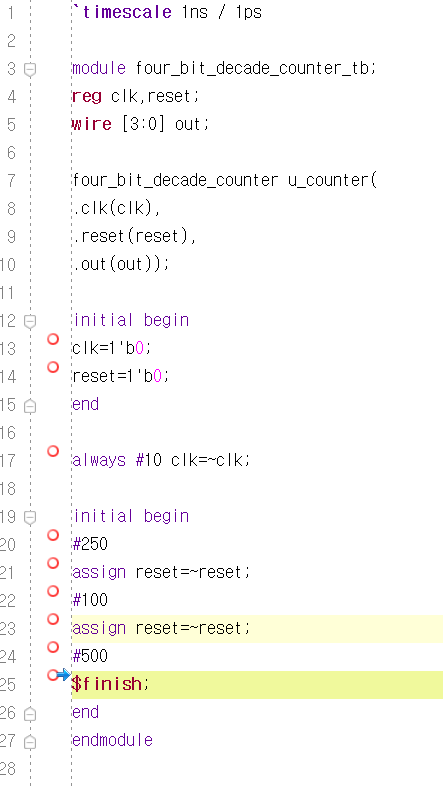 1 `timescale 1ns / 1ps
2
3 module four_bit_decade_counter_tb;
4 reg clk,reset;
5 wire [3:0] out;
6
7 four_bit_decade_counter u_counter(
8 .clk(clk),
9 .reset(reset),
10 .out(out));
11
12 initial begin
13 clk=1'b0;
14 reset=1'b0;
15 end
16
17 always #10 clk=~clk;
18
19 initial begin
20 #250
21 assign reset=~reset;
22 #100
23 assign reset=~reset;
24 #500
25 $finish;
26 end
27 endmodule
28